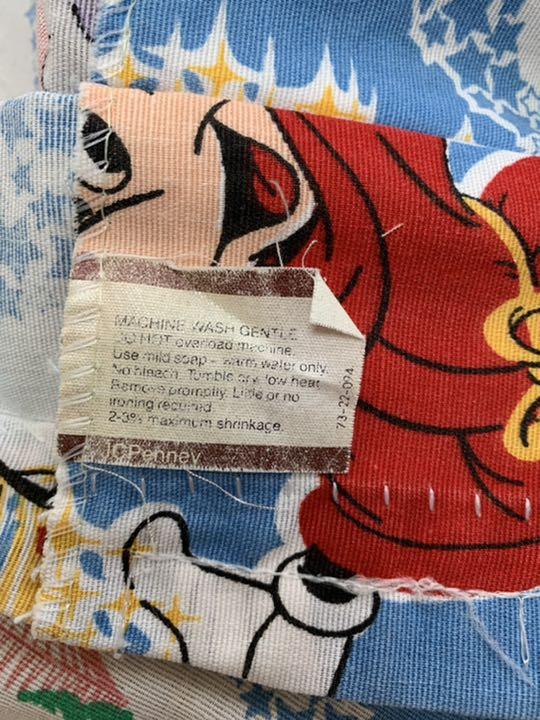 MACHINE WASH GENTLE
DO NOT overload machine.
Use mild soap - warm water only.
No bleach. Tumble dry low heat
Remove promptly. Little or no
ironing required.
2-3% maximum shrinkage.
JCPenney
73-22-024